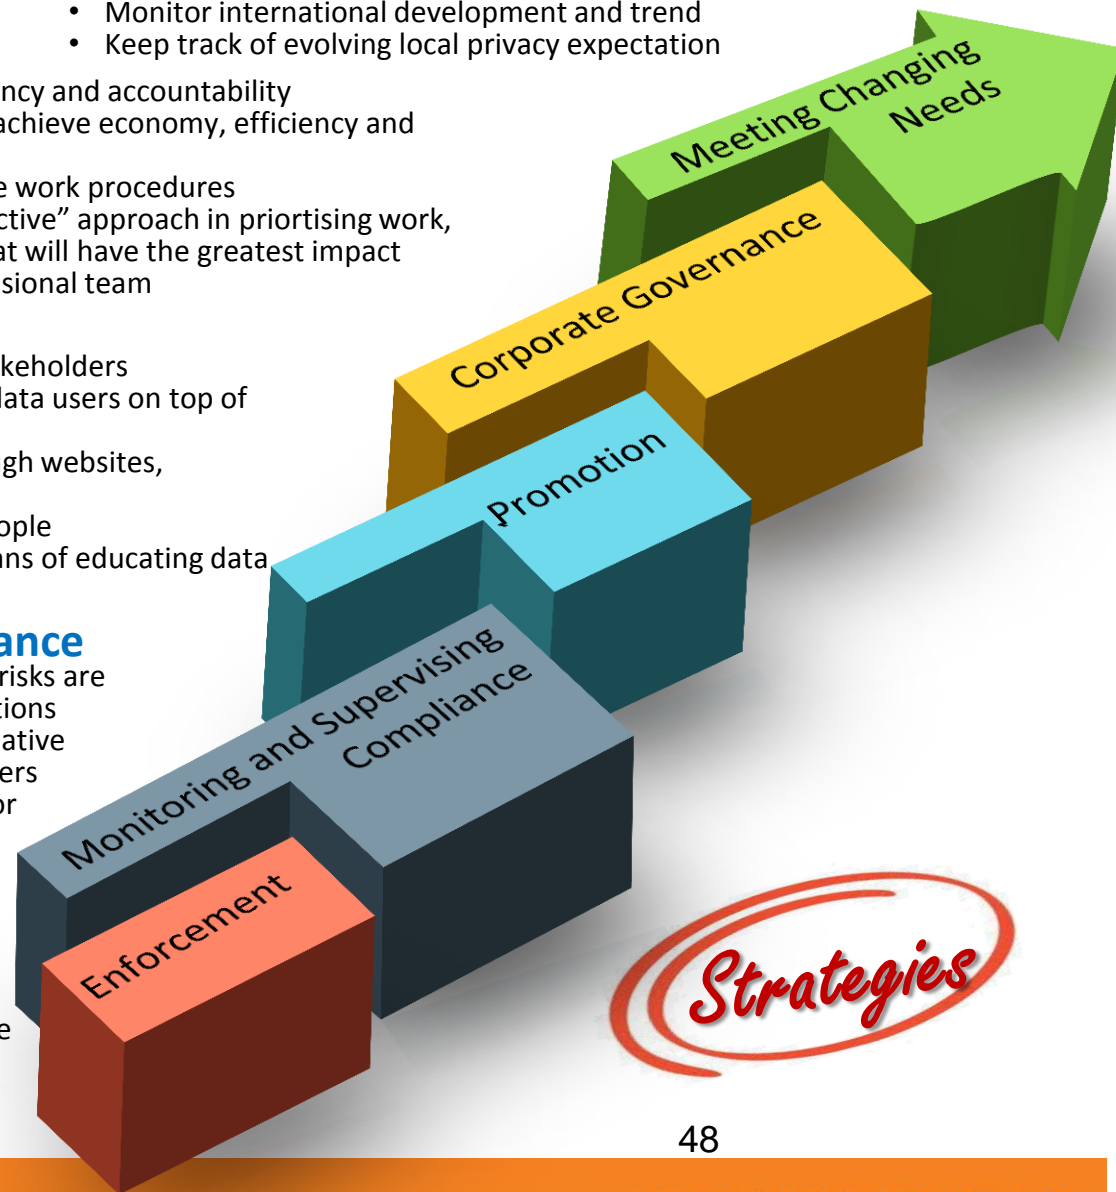 • Monitor international development and trend
• Keep track of evolving local privacy expectation
ncy and accountability
achieve economy, efficiency and
e work procedures
ctive” approach in priortising work,
at will have the greatest impact
sional team
keholders
data users on top of
gh websites,
ople
ans of educating data
ance
risks are
tions
ative
ers
or
e
Meeting Changing
Needs
Corporate Governance
Promotion
Monitoring and Supervising
Compliance
Enforcement
Strategies
48